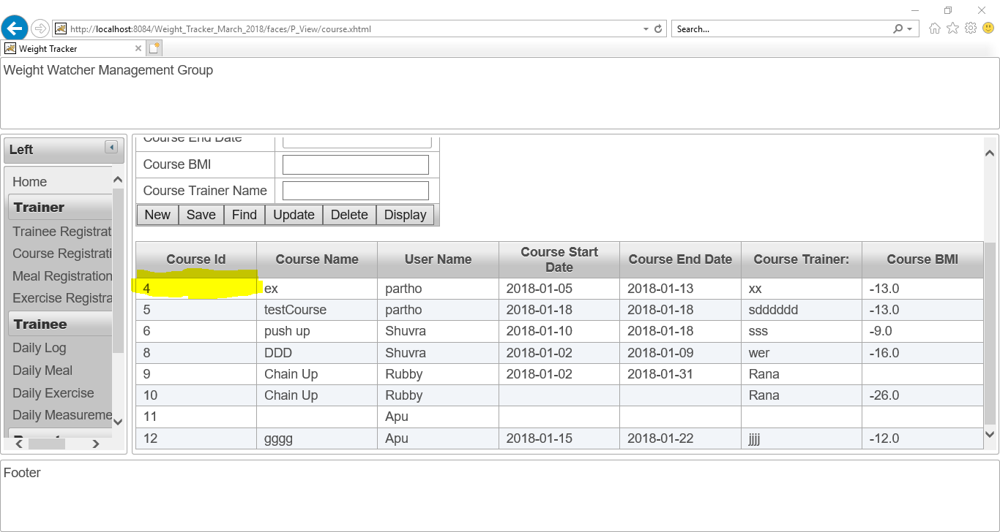 http://localhost:8084/Weight_Tracker_March_2018/faces/P_View/course.xhtml
Search...
Weight Tracker
Weight Watcher Management Group
Left
Home
Trainer
Trainee Registrat
Course Registrati
Meal Registration
Exercise Registra
Trainee
Daily Log
Daily Meal
Daily Exercise
Daily Measureme
Course End Date
Course BMI
Course Trainer Name
New Save Find Update Delete Display
Course Id Course Name User Name Course Start Date Course End Date Course Trainer: Course BMI
4 ex partho 2018-01-05 2018-01-13 xx -13.0
5 testCourse partho 2018-01-18 2018-01-18 sdddddd -13.0
6 push up Shuvra 2018-01-10 2018-01-18 sss -9.0
8 DDD Shuvra 2018-01-02 2018-01-09 wer -16.0
9 Chain Up Rubby 2018-01-02 2018-01-31 Rana
10 Chain Up Rubby Rana -26.0
11 Apu
12 gggg Apu 2018-01-15 2018-01-22 jjjj -12.0
Footer